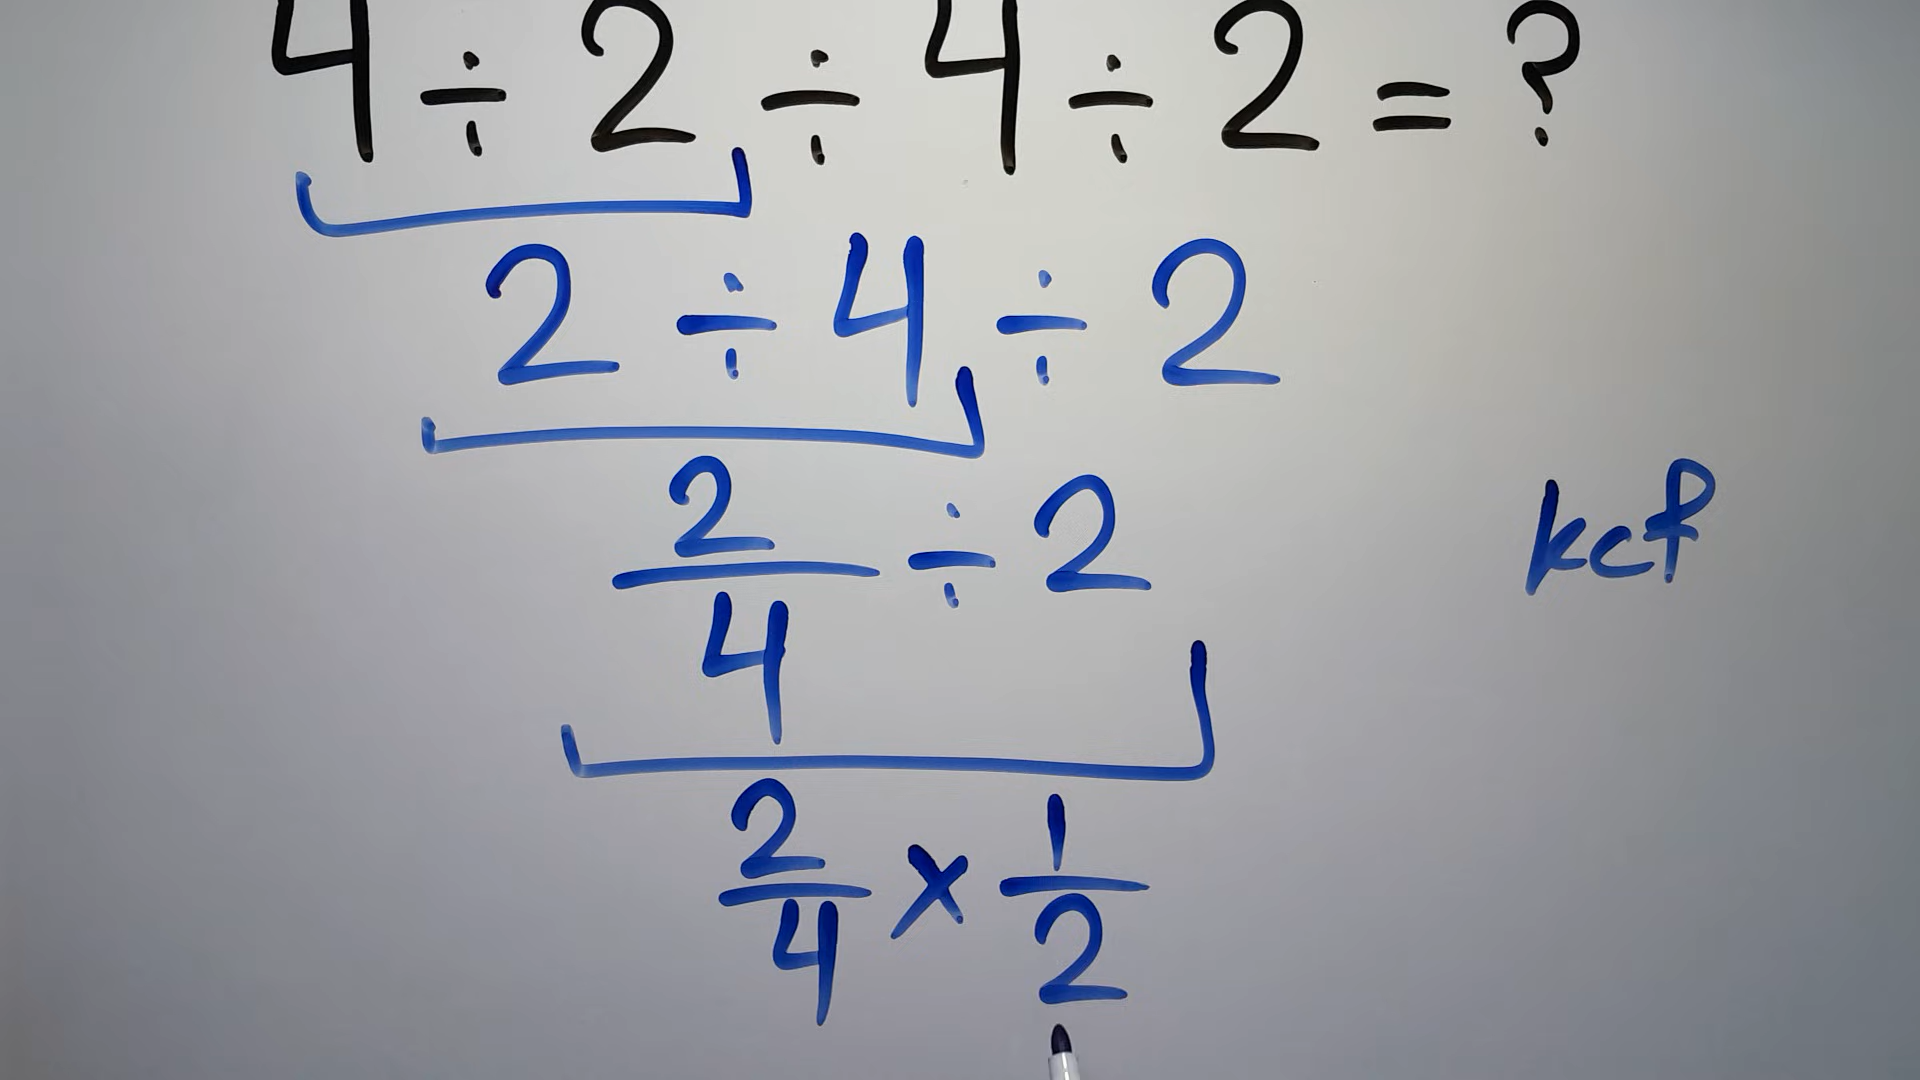 4 ÷ 2 ÷ 4 ÷ 2 = ?
2 ÷ 4 ÷ 2
2/4 ÷ 2
kcf
2/4 × 1/2